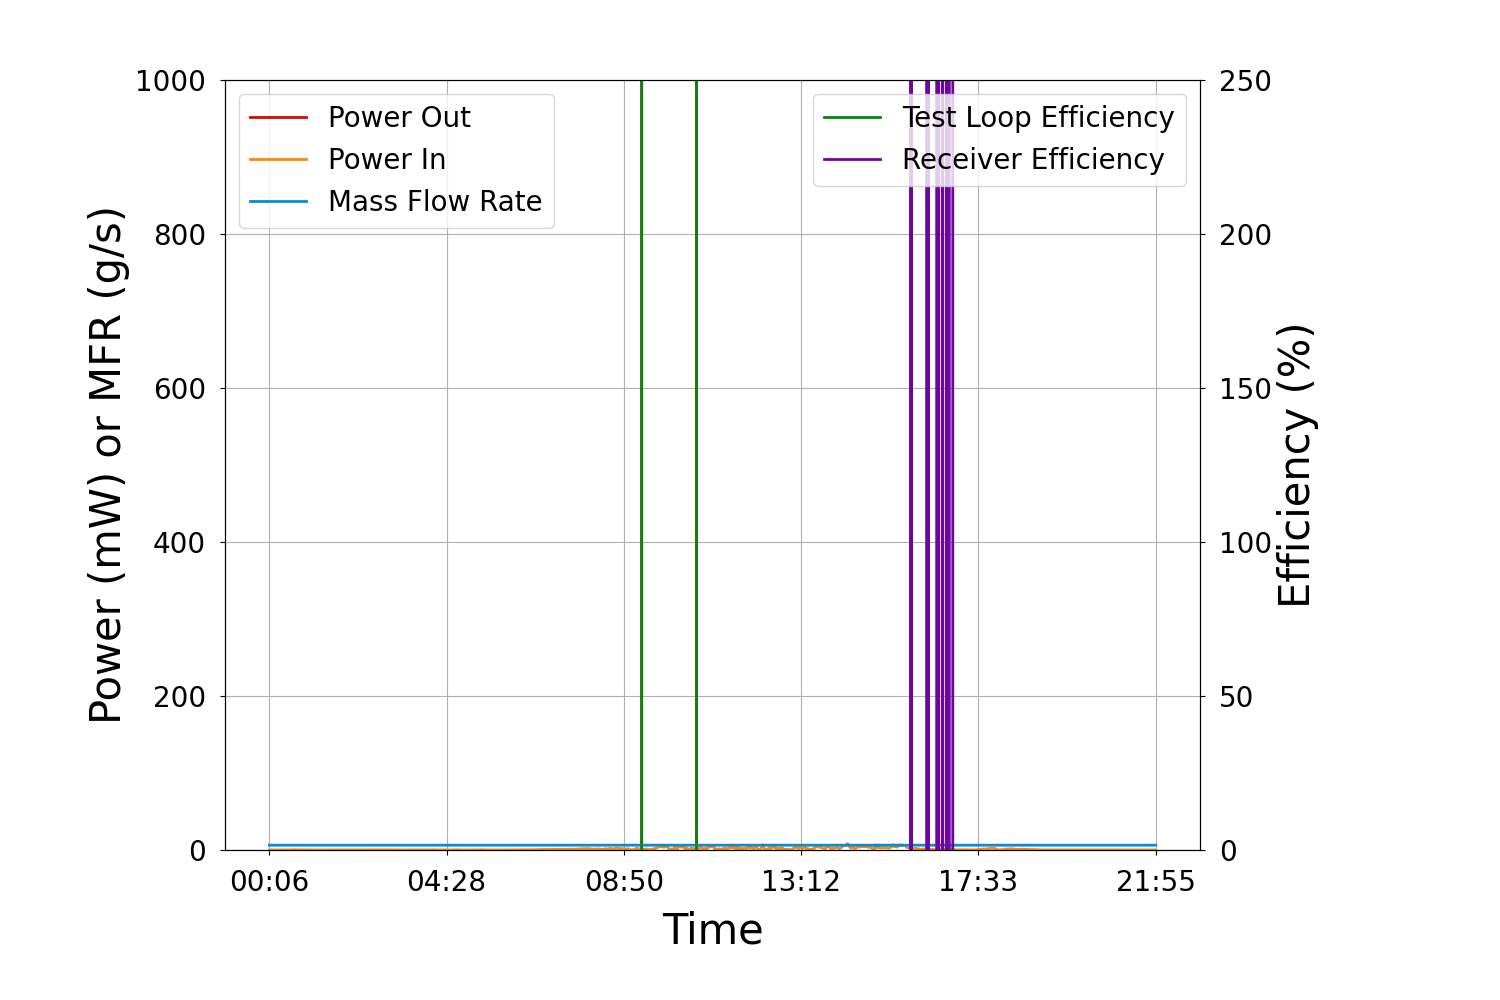 Power Out
Power In
Mass Flow Rate
Test Loop Efficiency
Receiver Efficiency
1000
800
600
400
200
0
Power (mW) or MFR (g/s)
250
200
150
100
50
0
Efficiency (%)
00:06 04:28 08:50 13:12 17:33 21:55
Time